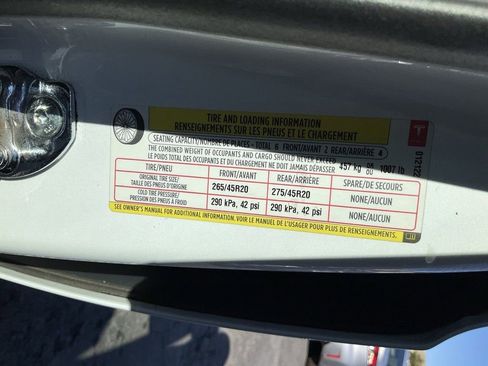 TIRE AND LOADING INFORMATION
RENSEIGNEMENTS SUR LES PNEUS ET LE CHARGEMENT
SEATING CAPACITY/NOMBRE DE PLACES - TOTAL 6 FRONT/AVANT 2 REAR/ARRIÈRE 4
THE COMBINED WEIGHT OF OCCUPANTS AND CARGO SHOULD NEVER EXCEED
LE POIDS TOTAL DES OCCUPANTS ET DU CHARGEMENT NE DOIT JAMAIS DÉPASSER
457 kg OR OU 1007 lb
TIRE/PNEU FRONT/AVANT REAR/ARRIÈRE SPARE/DE SECOURS
ORIGINAL TIRE SIZE/
TAILLE DES PNEUS D'ORIGINE
265/45R20 275/45R20 NONE/AUCUN
COLD TIRE PRESSURE/
PRESSION DES PNEUS À FROID
290 kPa, 42 psi 290 kPa, 42 psi NONE/AUCUN
SEE OWNER'S MANUAL FOR ADDITIONAL INFORMATION. VOIR LE MANUEL DE L'USAGER POUR PLUS DE RENSEIGNEMENTS.